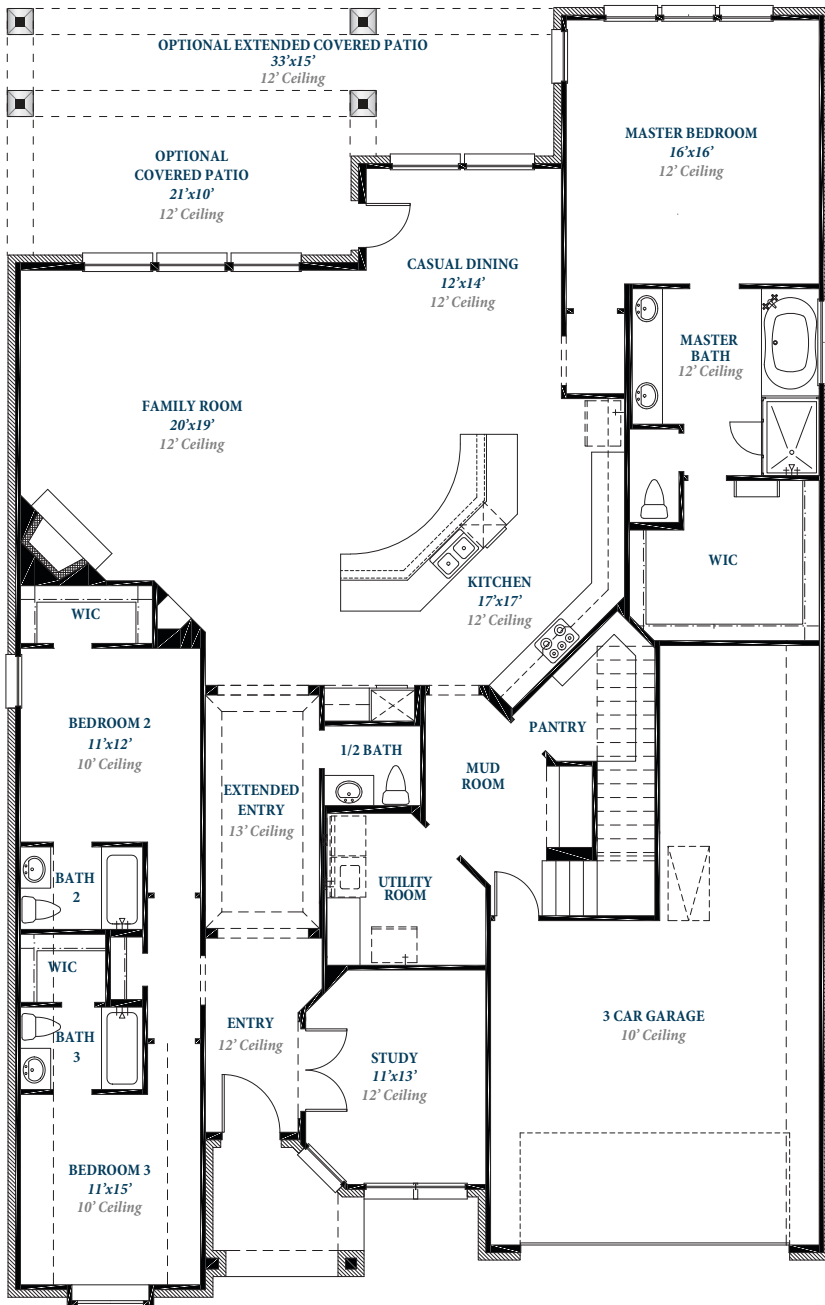 OPTIONAL EXTENDED COVERED PATIO
33'x15'
12' Ceiling
OPTIONAL
COVERED PATIO
21'x10'
12' Ceiling
MASTER BEDROOM
16'x16'
12' Ceiling
CASUAL DINING
12'x14'
12' Ceiling
MASTER
BATH
12' Ceiling
FAMILY ROOM
20'x19'
12' Ceiling
WIC
KITCHEN
17'x17'
12' Ceiling
WIC
BEDROOM 2
11'x12'
10' Ceiling
1/2 BATH
PANTRY
MUD
ROOM
EXTENDED
ENTRY
13' Ceiling
BATH
2
UTILITY
ROOM
WIC
BATH
3
ENTRY
12' Ceiling
STUDY
11'x13'
12' Ceiling
3 CAR GARAGE
10' Ceiling
BEDROOM 3
11'x15'
10' Ceiling